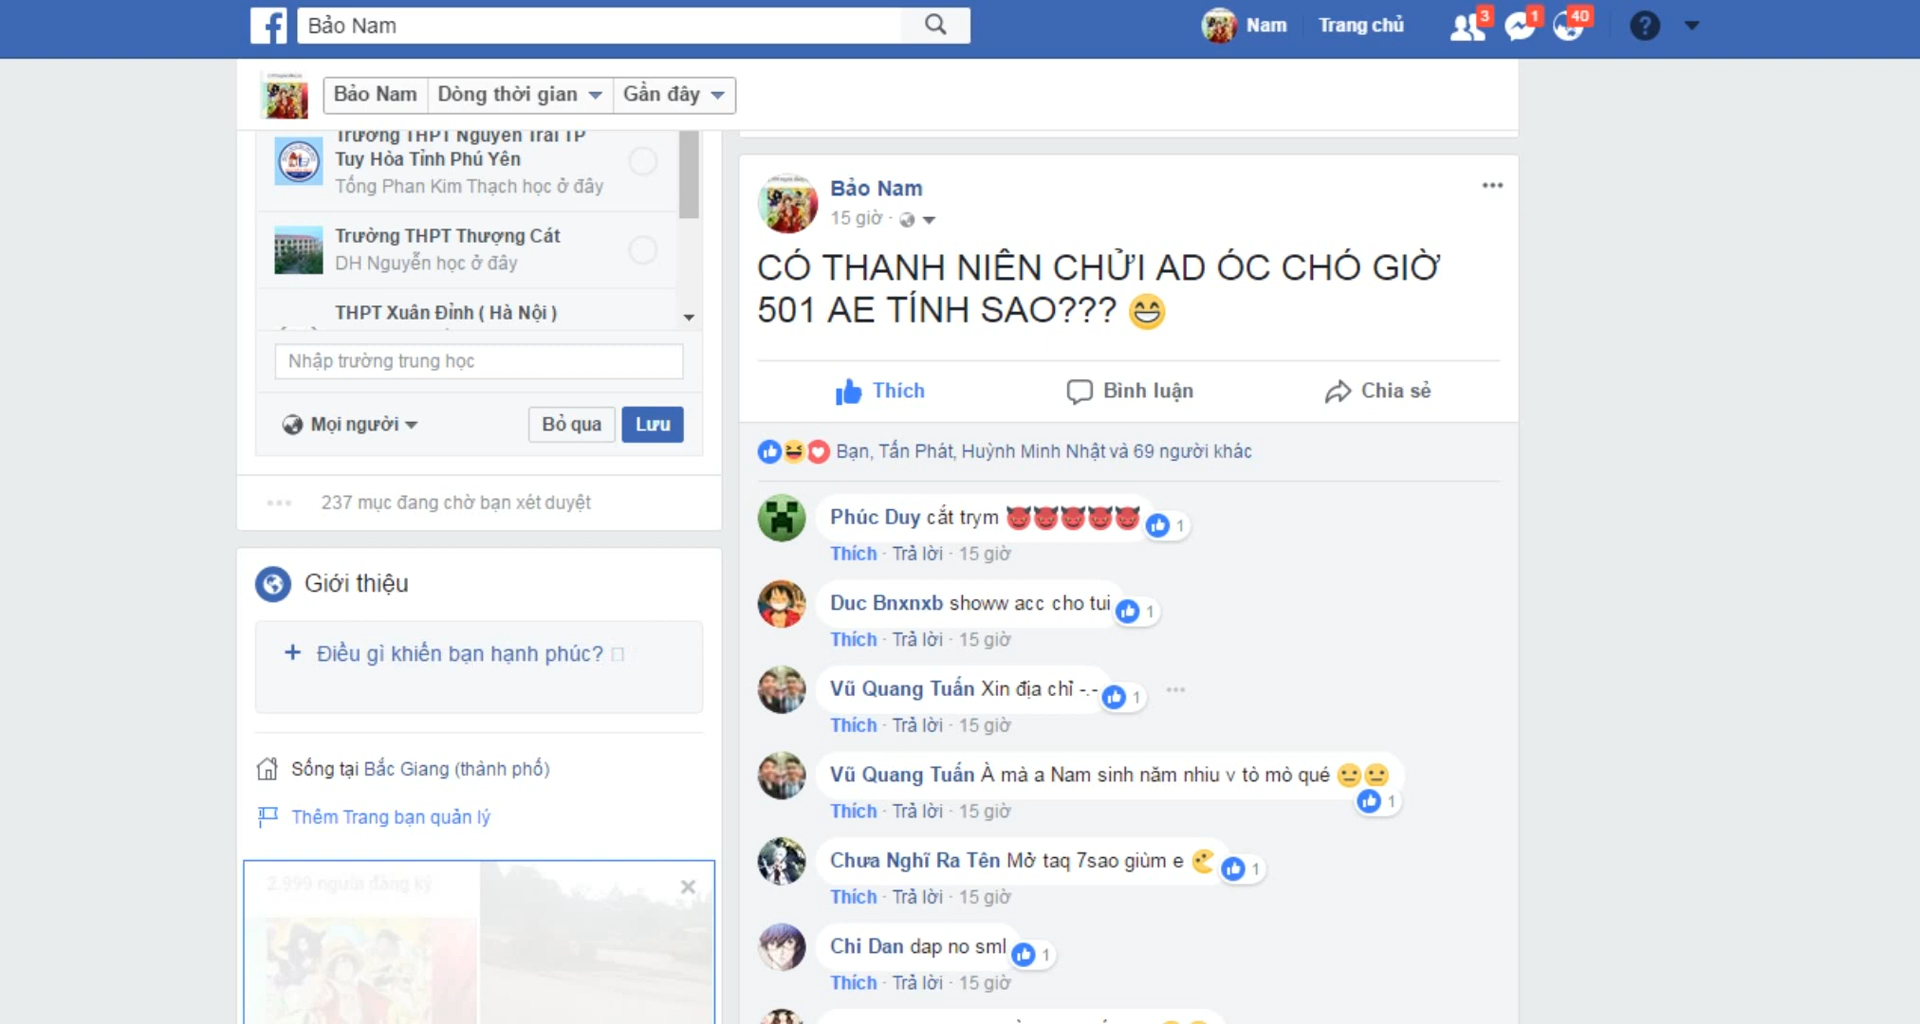 Bảo Nam
Nam
Trang chủ
3
1
40
?
Bảo Nam
Dòng thời gian
Gần đây
Trường THPT Nguyễn Trãi TP
Tuy Hòa Tỉnh Phú Yên
Tống Phan Kim Thạch học ở đây
Trường THPT Thượng Cát
DH Nguyễn học ở đây
THPT Xuân Đỉnh ( Hà Nội )
Nhập trường trung học
Mọi người
Bỏ qua
Lưu
237 mục đang chờ bạn xét duyệt
Giới thiệu
+ Điều gì khiến bạn hạnh phúc?
Sống tại Bắc Giang (thành phố)
Thêm Trang bạn quản lý
2.999 người đăng ký
Bảo Nam
15 giờ ·
CÓ THANH NIÊN CHỬI AD ÓC CHÓ GIỜ
501 AE TÍNH SAO??? 😁
Thích
Bình luận
Chia sẻ
Bạn, Tấn Phát, Huỳnh Minh Nhật và 69 người khác
Phúc Duy cắt trym 👿👿👿👿👿 1
Thích · Trả lời · 15 giờ
Duc Bnxnxb showw acc cho tui 1
Thích · Trả lời · 15 giờ
Vũ Quang Tuấn Xin địa chỉ -.- 1
Thích · Trả lời · 15 giờ
Vũ Quang Tuấn À mà a Nam sinh năm nhiu v tò mò qué 😐😐
1
Thích · Trả lời · 15 giờ
Chưa Nghĩ Ra Tên Mở taq 7sao giùm e 1
Thích · Trả lời · 15 giờ
Chi Dan dap no sml 1
Thích · Trả lời · 15 giờ